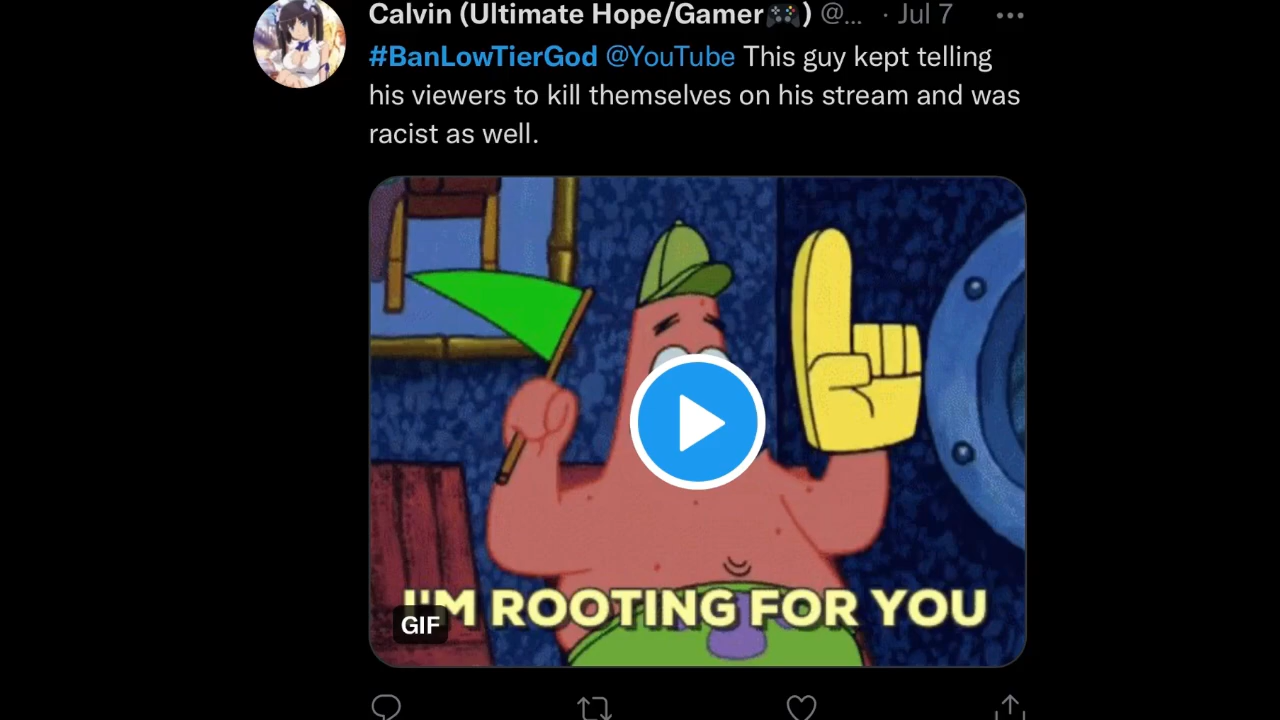 Calvin (Ultimate Hope/Gamer🎮) @... · Jul 7
#BanLowTierGod @YouTube This guy kept telling
his viewers to kill themselves on his stream and was
racist as well.
I'M ROOTING FOR YOU
GIF